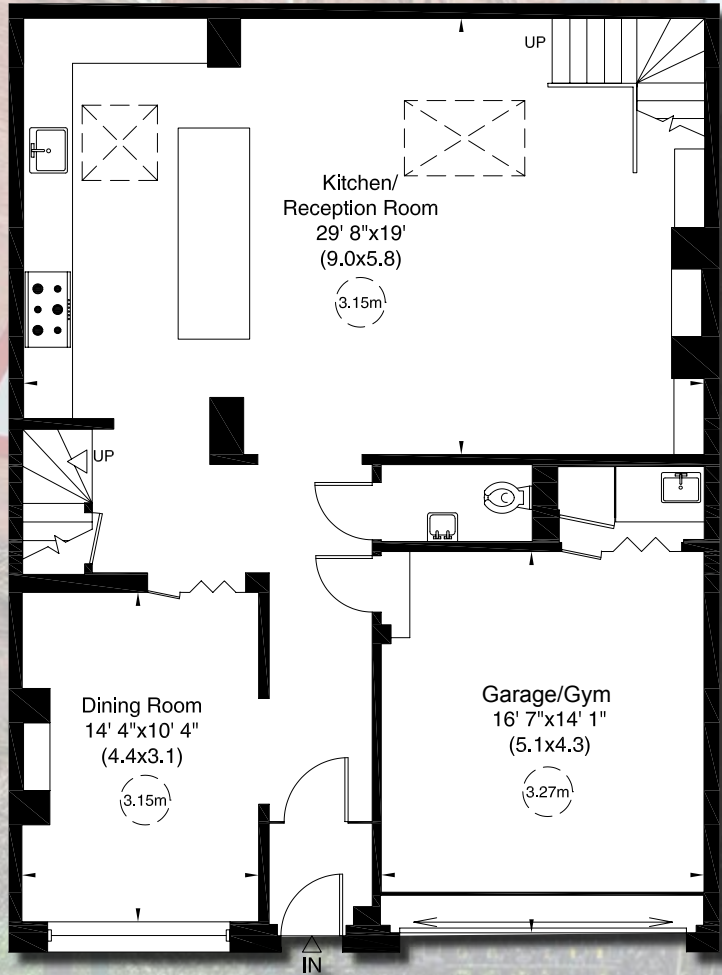 UP
Kitchen/
Reception Room
29' 8"x19'
(9.0x5.8)
3.15m
UP
Dining Room
14' 4"x10' 4"
(4.4x3.1)
3.15m
Garage/Gym
16' 7"x14' 1"
(5.1x4.3)
3.27m
IN